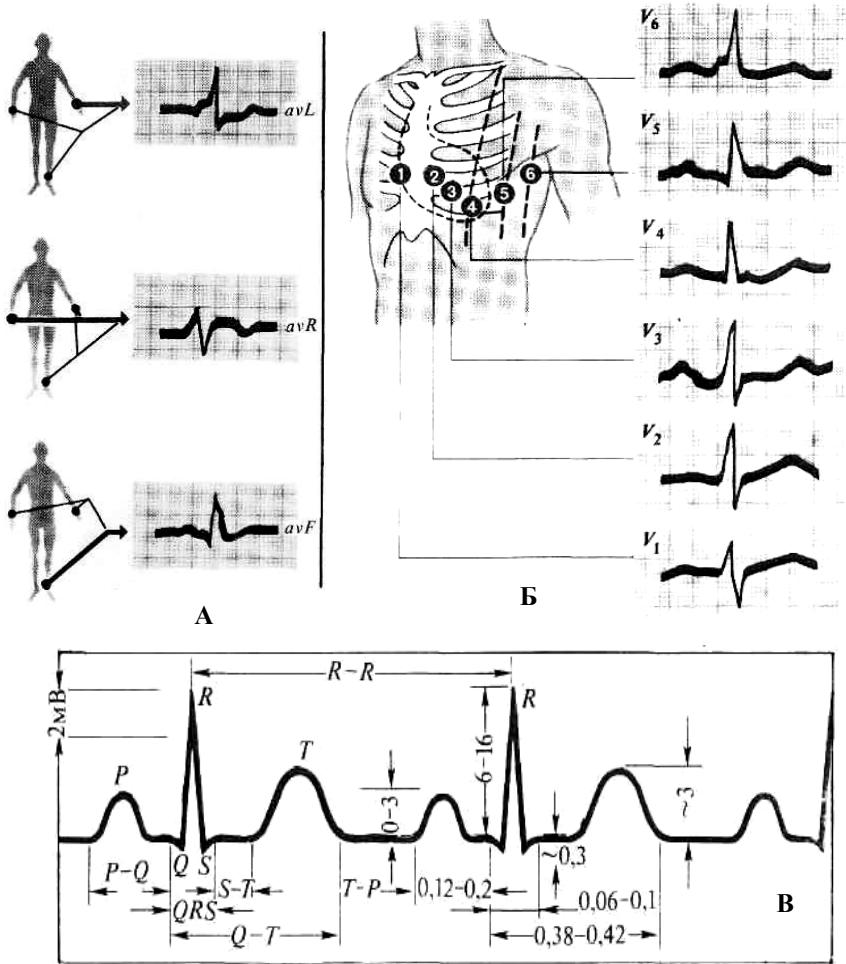 avL
avR
avF
А
1
2
3
4
5
6
Б
V6
V5
V4
V3
V2
V1
R–R
2мВ
R
R
P
T
0–3
6–16
~3
Q
S
~0,3
P–Q
S–T
T–P
0,12–0,2
0,06–0,1
QRS
Q–T
0,38–0,42
В